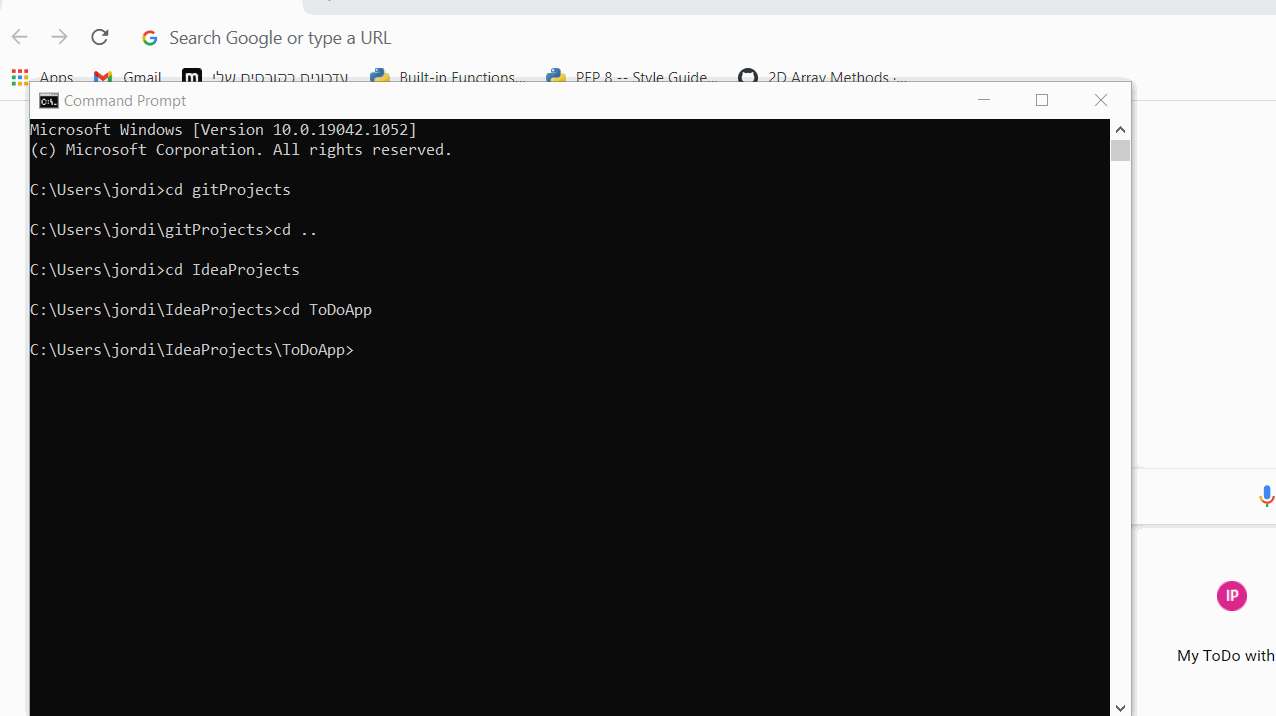 Search Google or type a URL
Apps Gmail עדכונים בקורסים שלי Built-in Functions... PEP 8 -- Style Guide... 2D Array Methods ·...
Command Prompt
Microsoft Windows [Version 10.0.19042.1052]
(c) Microsoft Corporation. All rights reserved.
C:\Users\jordi>cd gitProjects
C:\Users\jordi\gitProjects>cd ..
C:\Users\jordi>cd IdeaProjects
C:\Users\jordi\IdeaProjects>cd ToDoApp
C:\Users\jordi\IdeaProjects\ToDoApp>
IP
My ToDo with